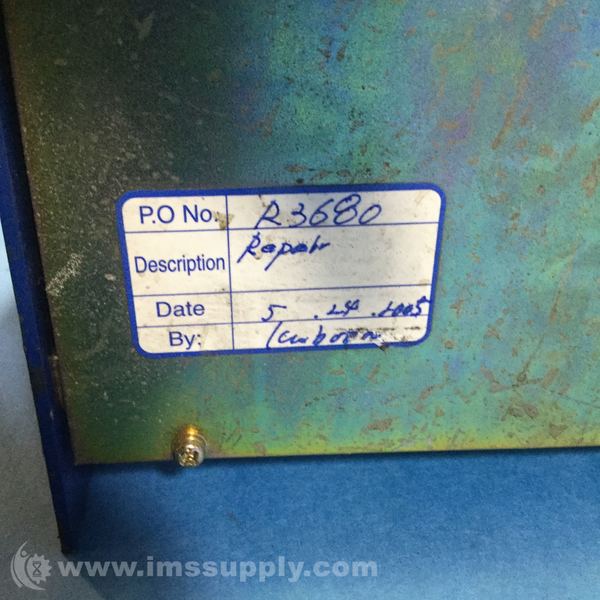 P.O No. R3680
Description Repair
Date 5 .24 .2005
By:
www.imssupply.com